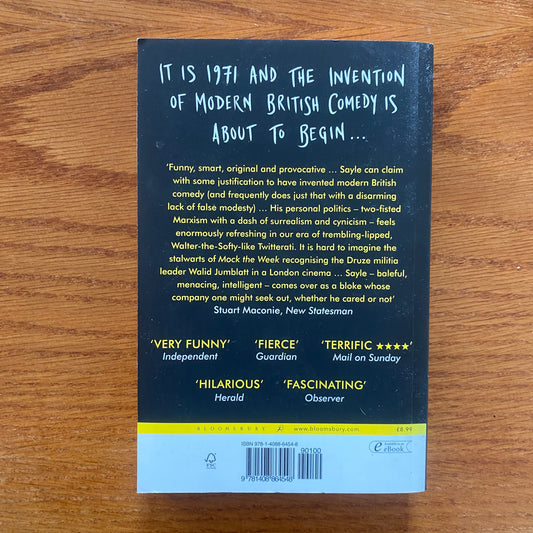 IT IS 1971 AND THE INVENTION
OF MODERN BRITISH COMEDY IS
ABOUT TO BEGIN...
'Funny, smart, original and provocative ... Sayle can claim
with some justification to have invented modern British
comedy (and frequently does just that with a disarming
lack of false modesty) ... His personal politics – two-fisted
Marxism with a dash of surrealism and cynicism – feels
enormously refreshing in our era of trembling-lipped,
Walter-the-Softy-like Twitterati. It is hard to imagine the
stalwarts of Mock the Week recognising the Druze militia
leader Walid Jumblatt in a London cinema ... Sayle – baleful,
menacing, intelligent – comes over as a bloke whose
company one might seek out, whether he cared or not'
Stuart Maconie, New Statesman
'VERY FUNNY' 'FIERCE' 'TERRIFIC ★★★★'
Independent Guardian Mail on Sunday
'HILARIOUS' 'FASCINATING'
Herald Observer
BLOOMSBURY www.bloomsbury.com £8.99
ISBN 978-1-4088-6454-8
90100
9 781408 864548
FSC
eBook